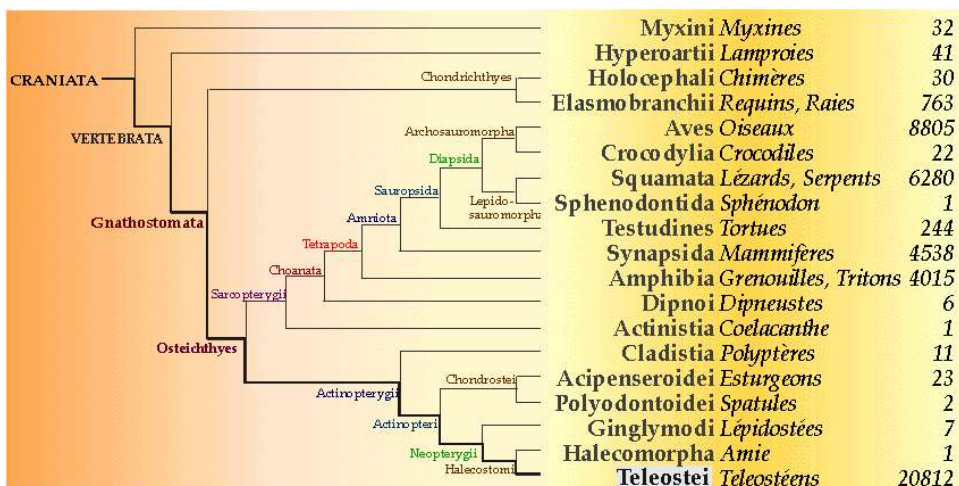 Myxini Myxines 32
Hyperoartii Lamproies 41
Chondrichthyes Holocephali Chimères 30
CRANIATA
Elasmobranchii Requins, Raies 763
Archosauromorpha Aves Oiseaux 8805
VERTEBRATA
Diapsida Crocodylia Crocodiles 22
Squamata Lézards, Serpents 6280
Sauropsida
Lepido-
sauromorpha Sphenodontida Sphénodon 1
Gnathostomata Amniota Testudines Tortues 244
Tetrapoda Synapsida Mammifères 4538
Choanata Amphibia Grenouilles, Tritons 4015
Sarcopterygii Dipnoi Dipneustes 6
Actinistia Coelacanthe 1
Osteichthyes Cladistia Polyptères 11
Chondrostei Acipenseroidei Esturgeons 23
Actinopterygii Polyodontoidei Spatules 2
Actinopteri Ginglymodi Lépidostées 7
Neopterygii Halecomorpha Amie 1
Halecostomi Teleostei Teleostéens 20812